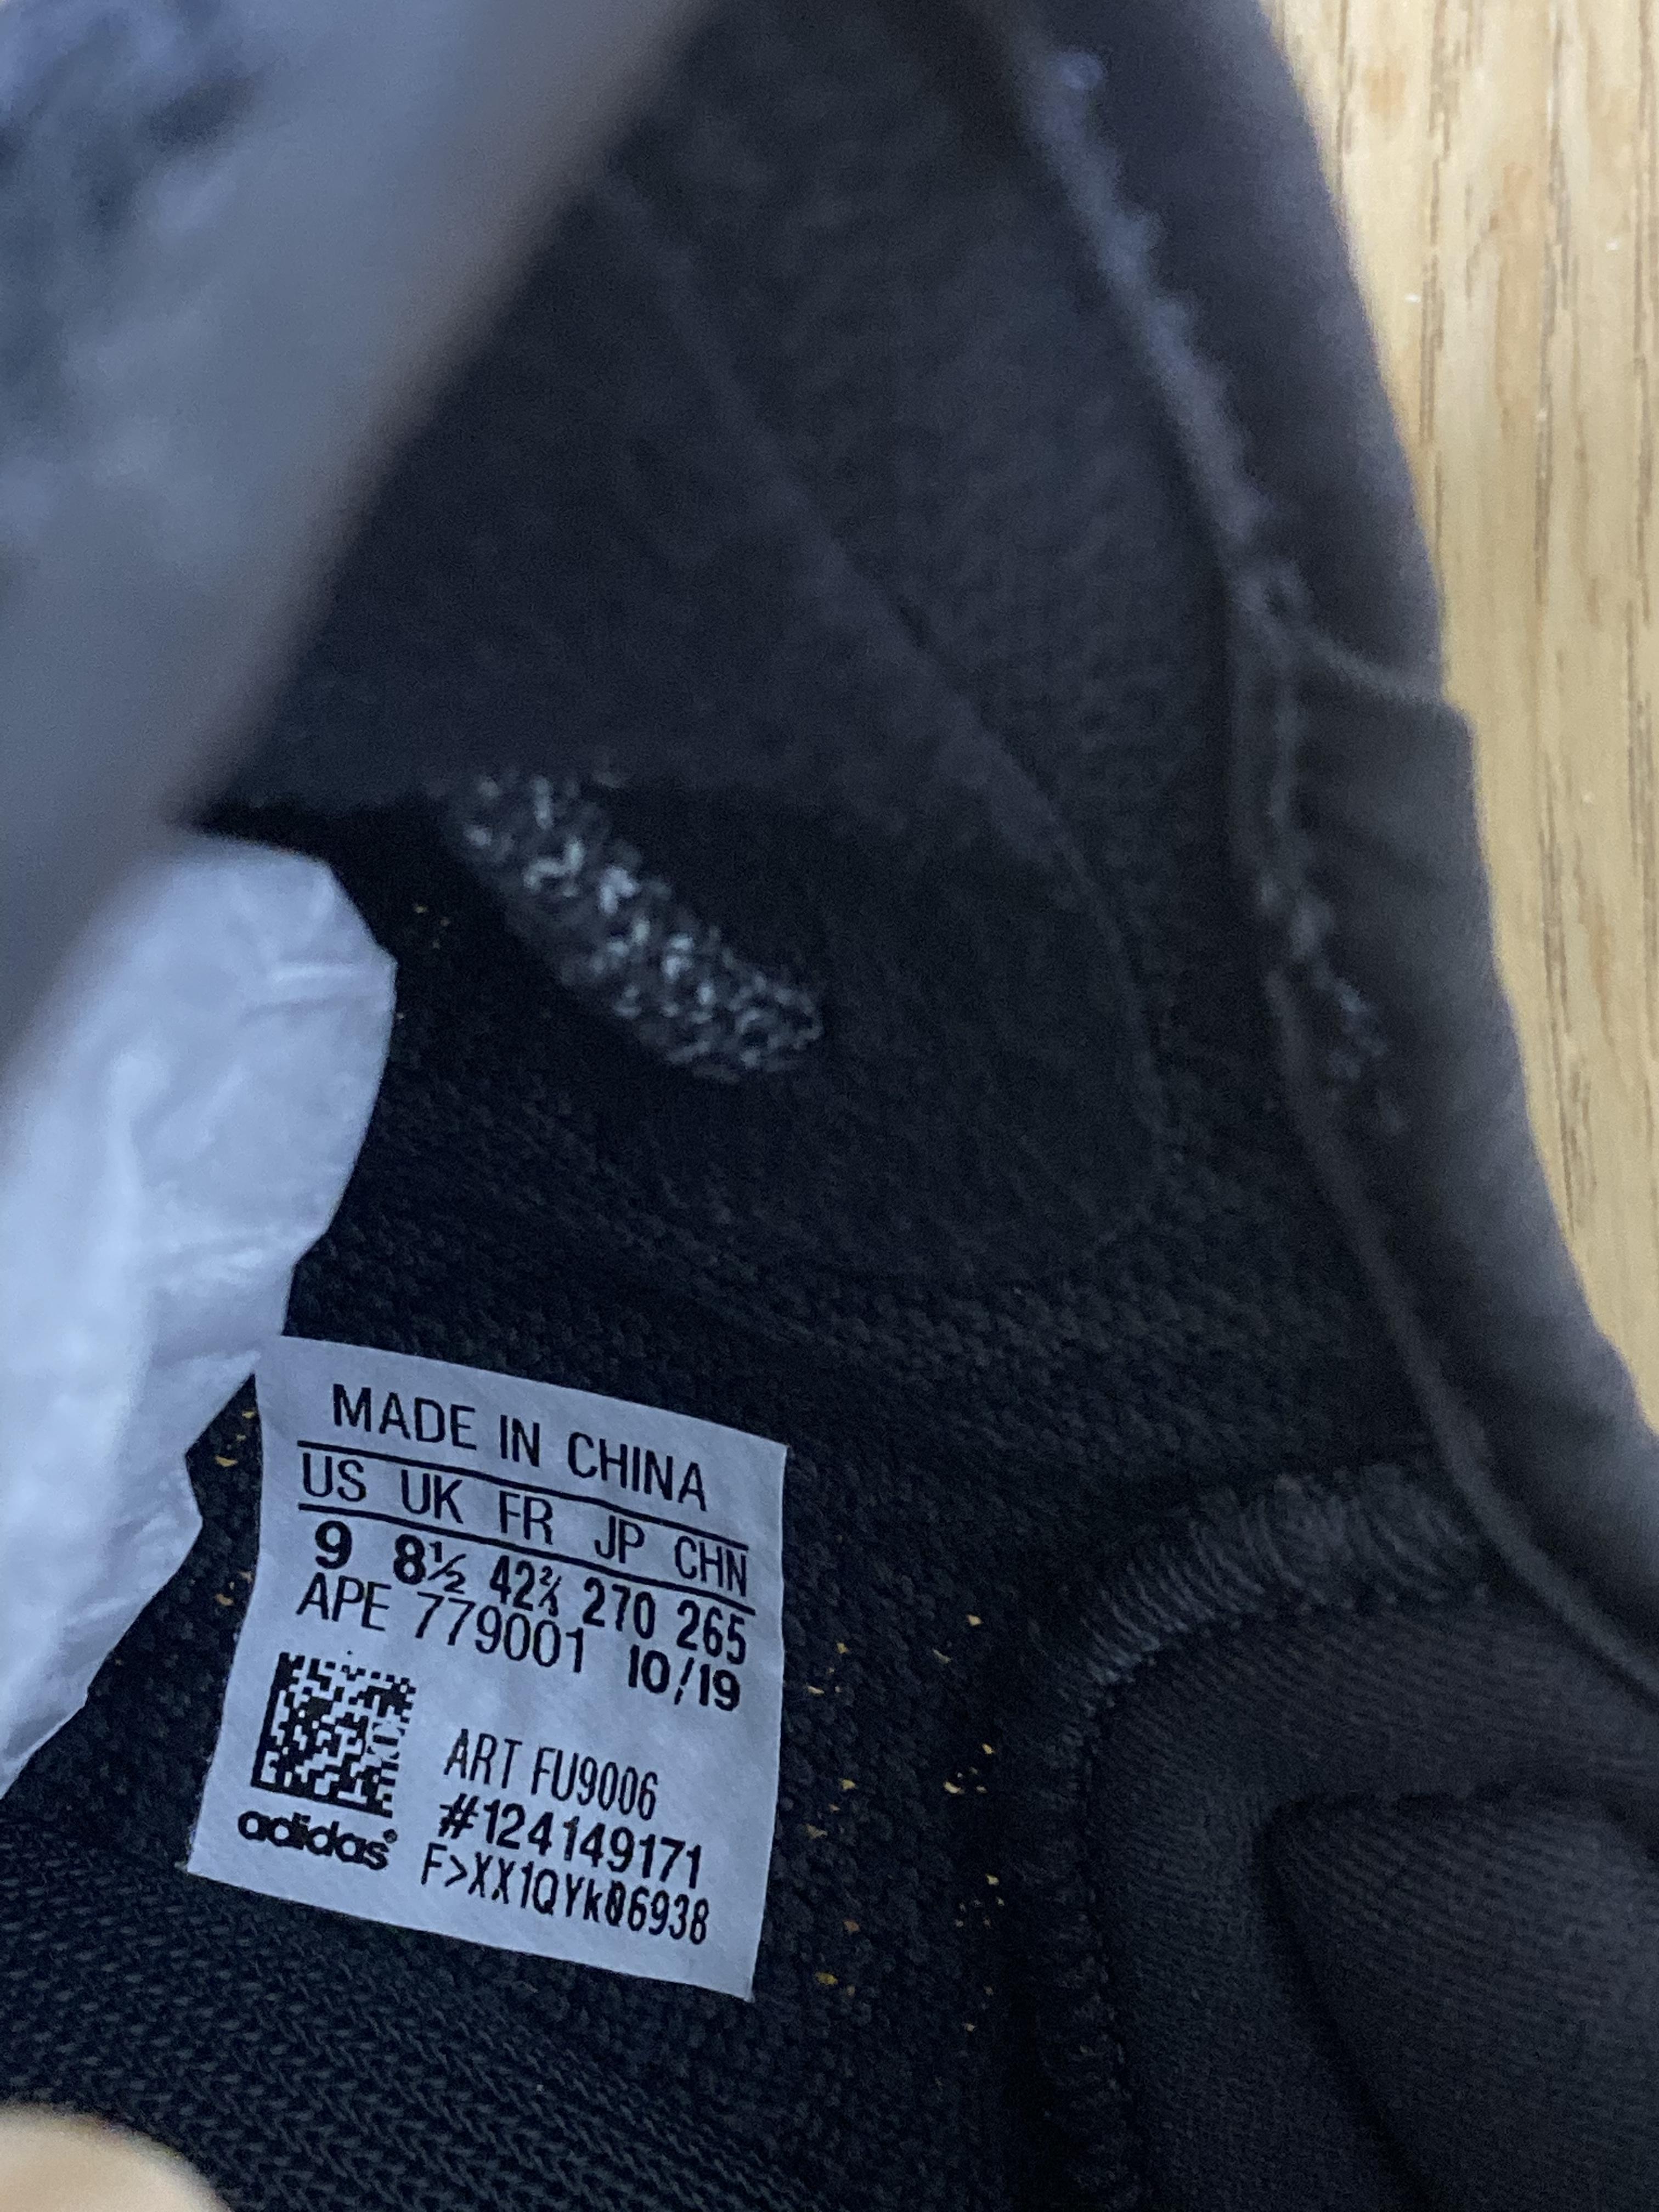 MADE IN CHINA
US UK FR JP CHN
9 8½ 42⅔ 270 265
APE 779001 10/19
ART FU9006
#124149171
adidas®
F>XX1QYk06938